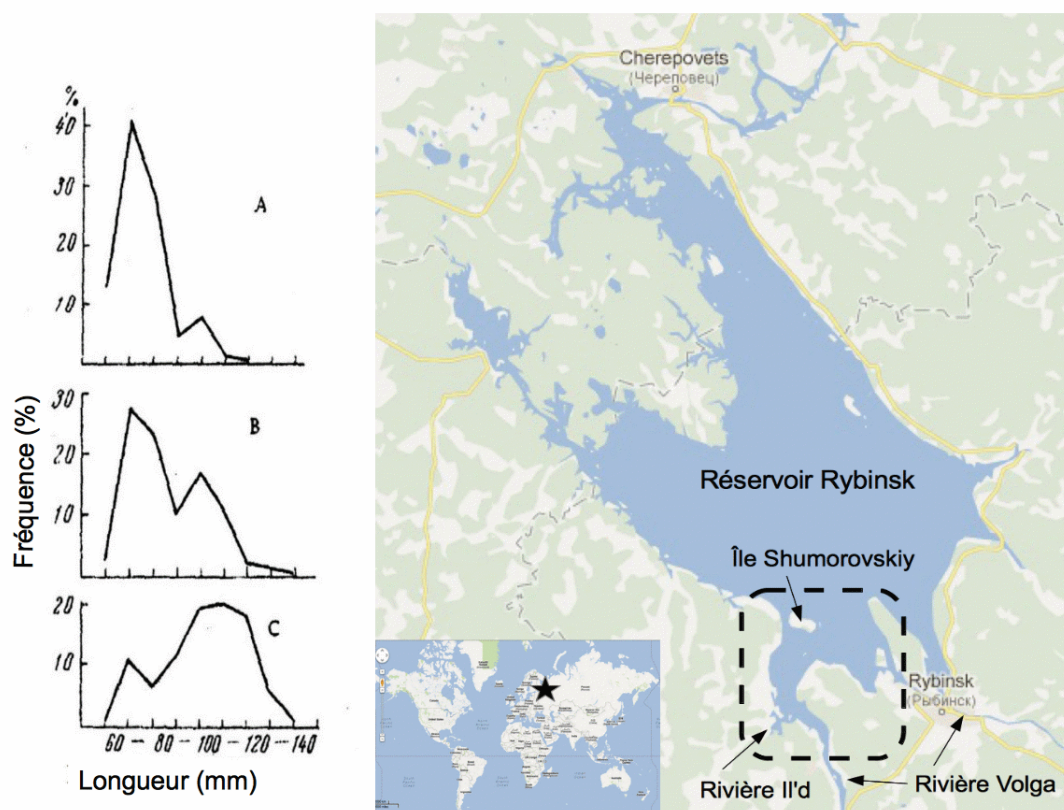 %
40
30
20
10
A
30
20
10
B
20
10
C
60 – 80 – 100 – 120 – 140
Fréquence (%)
Longueur (mm)
Cherepovets
(Череповец)
Réservoir Rybinsk
Île Shumorovskiy
Rybinsk
(Рыбинск)
Rivière Il'd
Rivière Volga